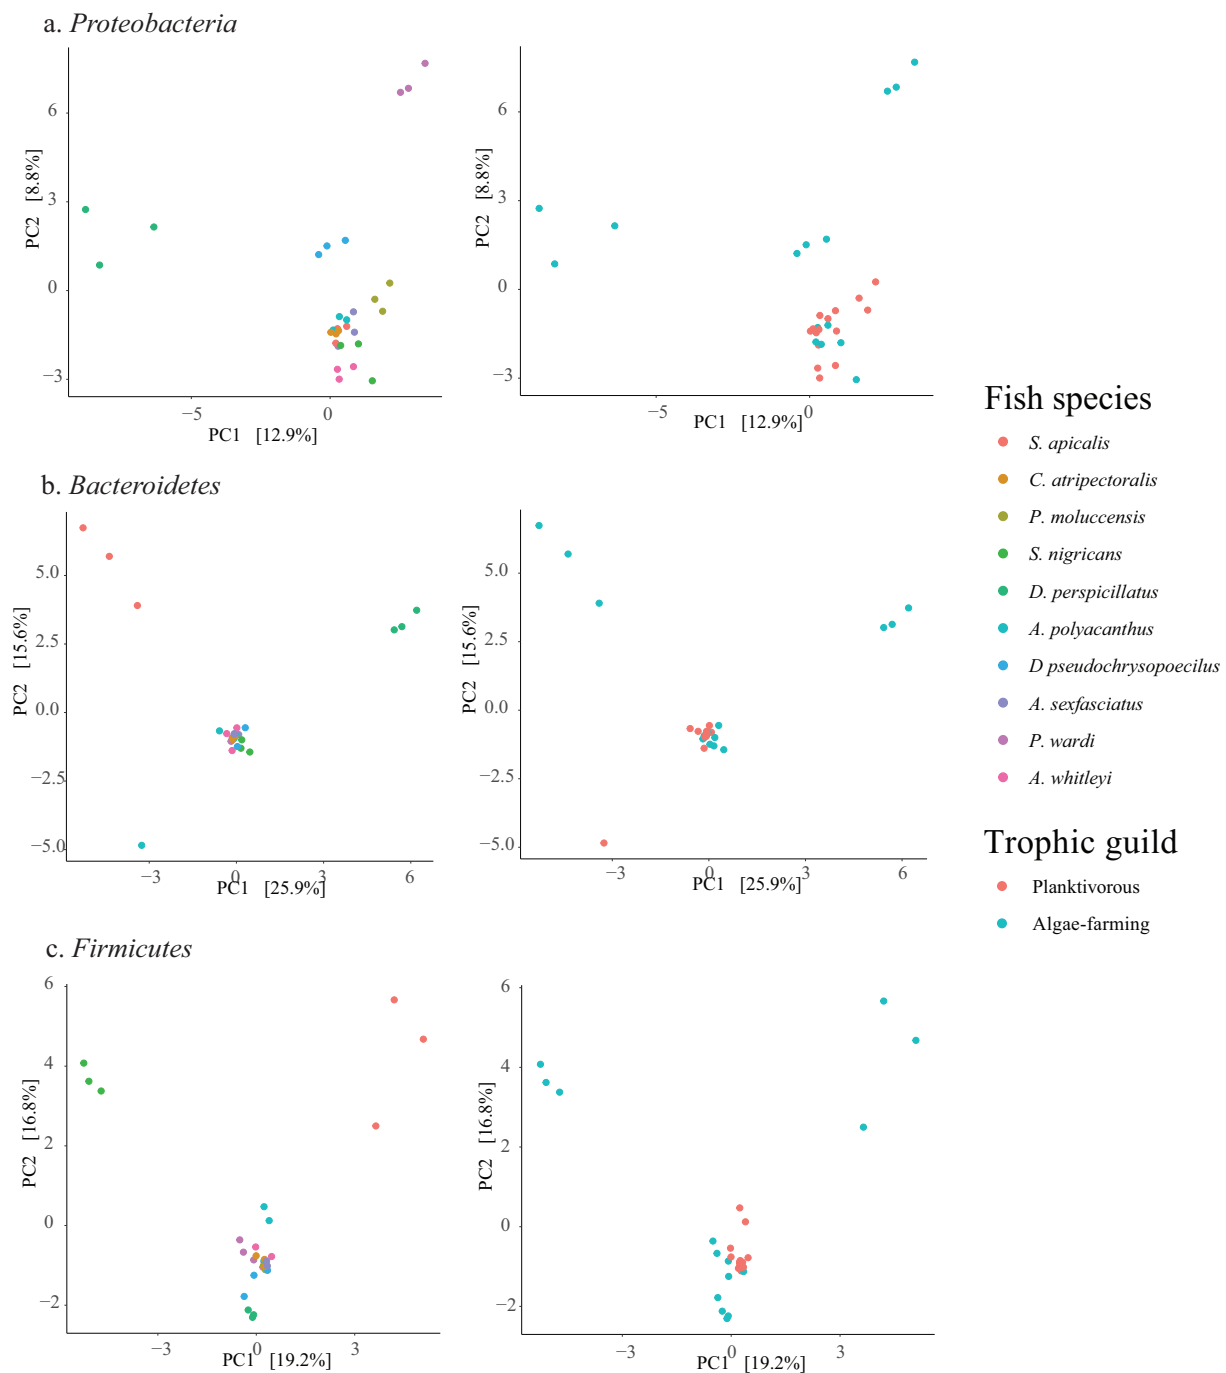 a. Proteobacteria
6
3
0
−3
PC2 [8.8%]
−5
0
PC1 [12.9%]
6
3
0
−3
PC2 [8.8%]
−5
0
PC1 [12.9%]
b. Bacteroidetes
5.0
2.5
0.0
−2.5
−5.0
PC2 [15.6%]
−3
0
3
6
PC1 [25.9%]
5.0
2.5
0.0
−2.5
−5.0
PC2 [15.6%]
−3
0
3
6
PC1 [25.9%]
c. Firmicutes
6
4
2
0
−2
PC2 [16.8%]
−3
0
3
PC1 [19.2%]
6
4
2
0
−2
PC2 [16.8%]
−3
0
3
PC1 [19.2%]
Fish species
S. apicalis
C. atripectoralis
P. moluccensis
S. nigricans
D. perspicillatus
A. polyacanthus
D pseudochrysopoecilus
A. sexfasciatus
P. wardi
A. whitleyi
Trophic guild
Planktivorous
Algae-farming